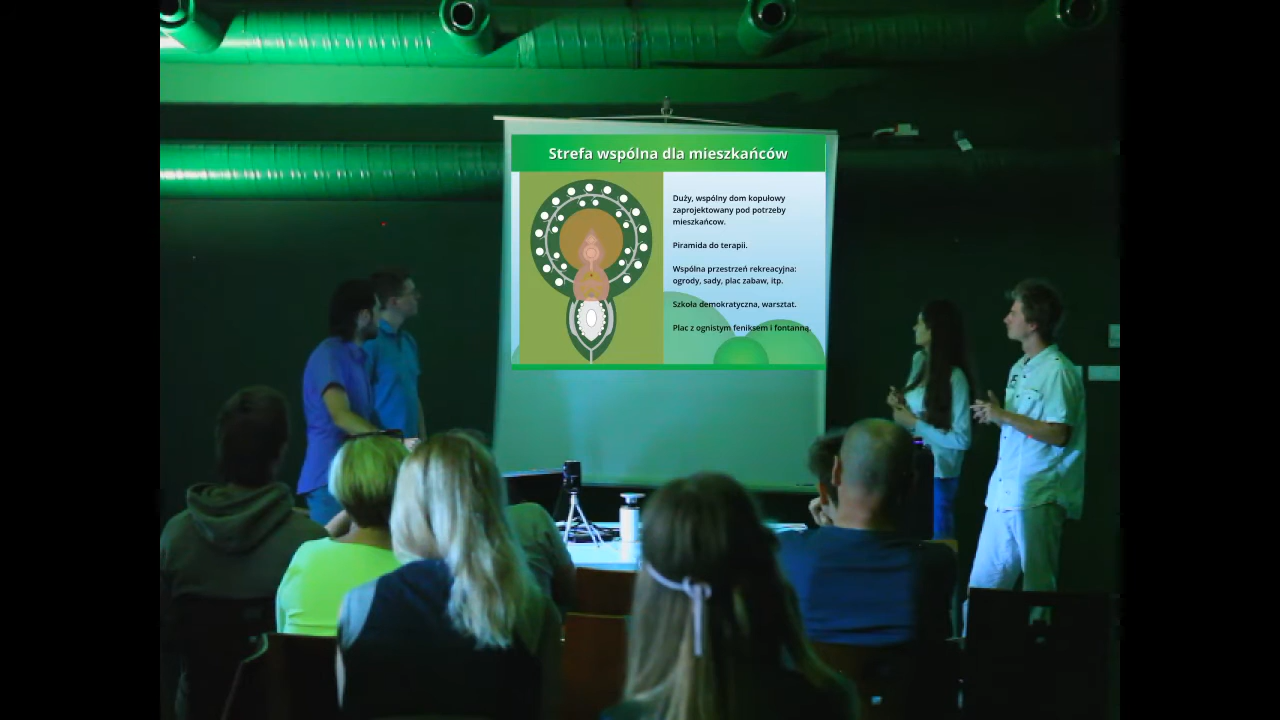 Strefa wspólna dla mieszkańców
Duży, wspólny dom kopułowy
zaprojektowany pod potrzeby
mieszkańcow.
Piramida do terapii.
Wspólna przestrzeń rekreacyjna:
ogrody, sady, plac zabaw, itp.
Szkoła demokratyczna, warsztat.
Plac z ognistym feniksem i fontanną.